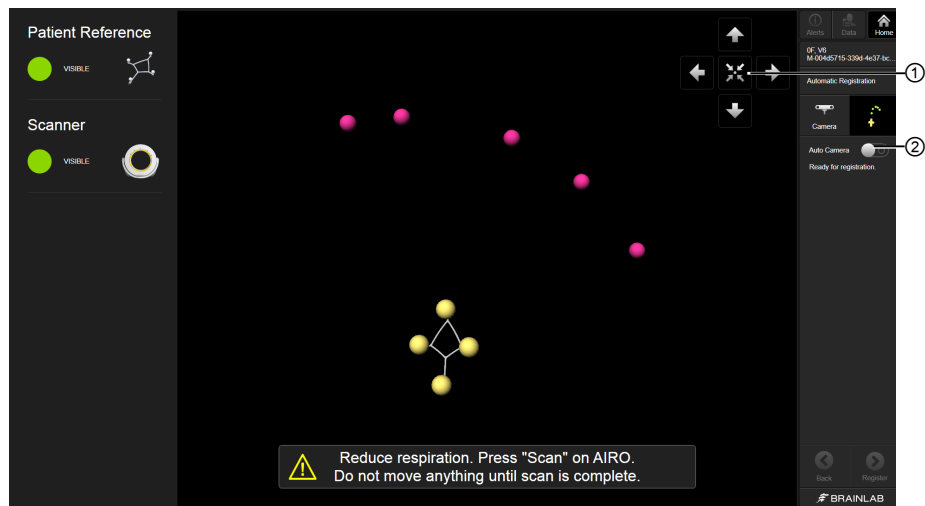 Patient Reference
VISIBLE
Scanner
VISIBLE
Reduce respiration. Press "Scan" on AIRO.
Do not move anything until scan is complete.
Alerts Data Home
0F, V6
M-004d5715-339d-4e37-bc...
Automatic Registration
Camera
Auto Camera
Ready for registration.
Back Register
BRAINLAB
1
2